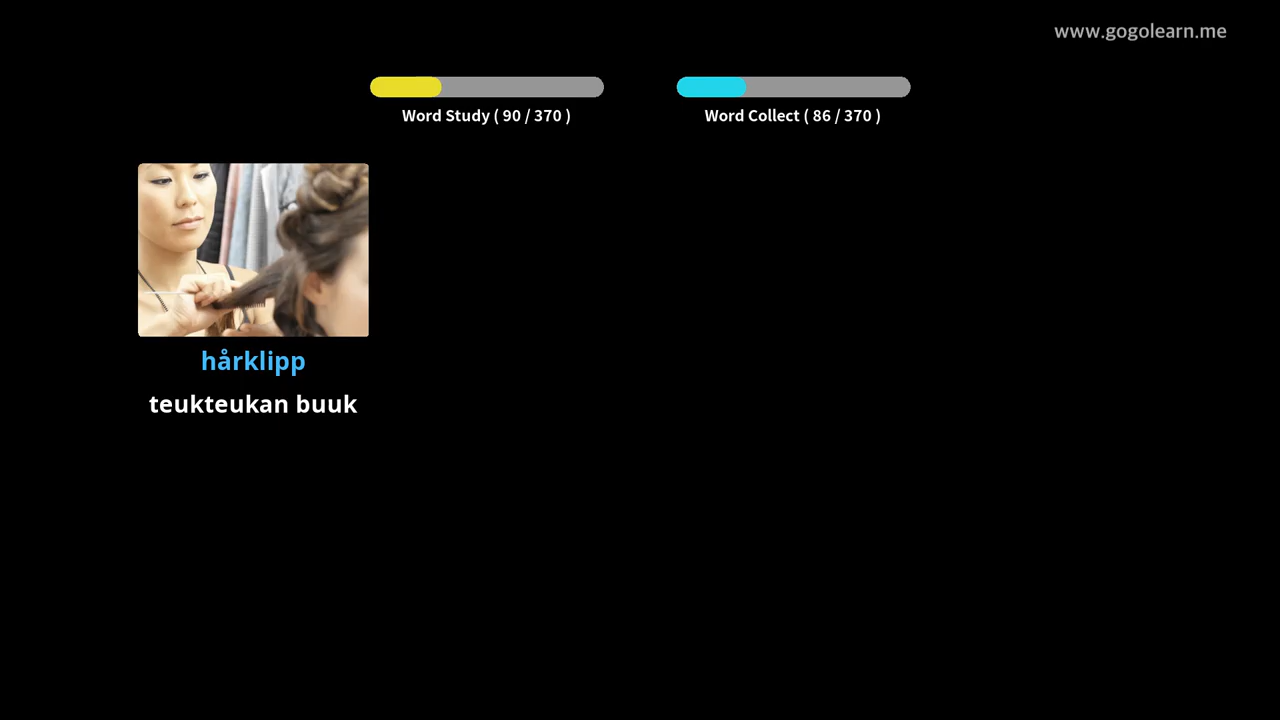 www.gogolearn.me
Word Study ( 90 / 370 )
Word Collect ( 86 / 370 )
hårklipp
teukteukan buuk